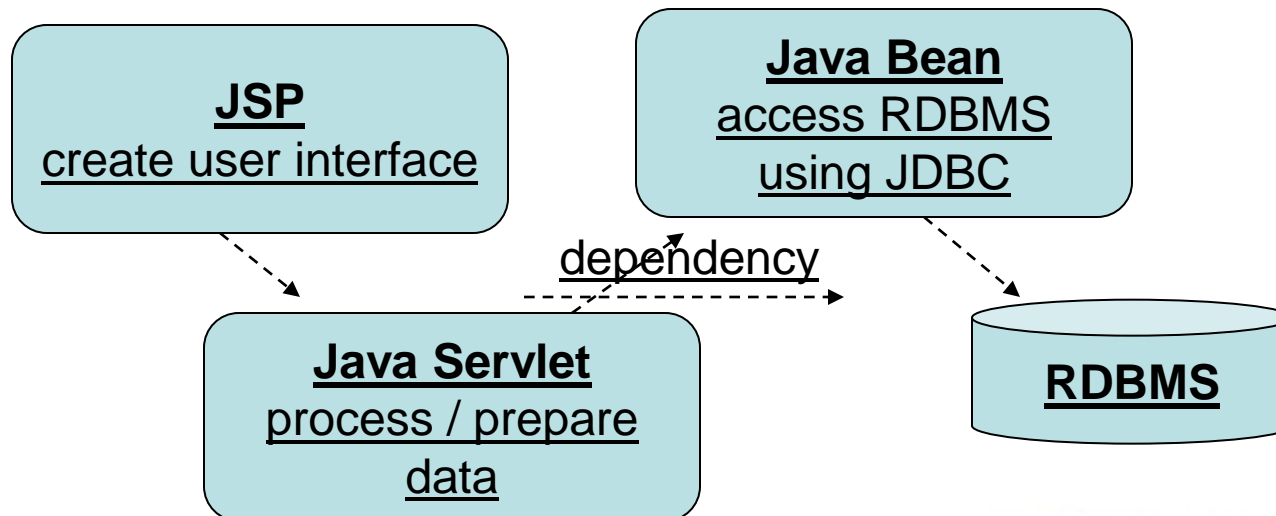 JSP
create user interface
Java Bean
access RDBMS
using JDBC
dependency
Java Servlet
process / prepare
data
RDBMS